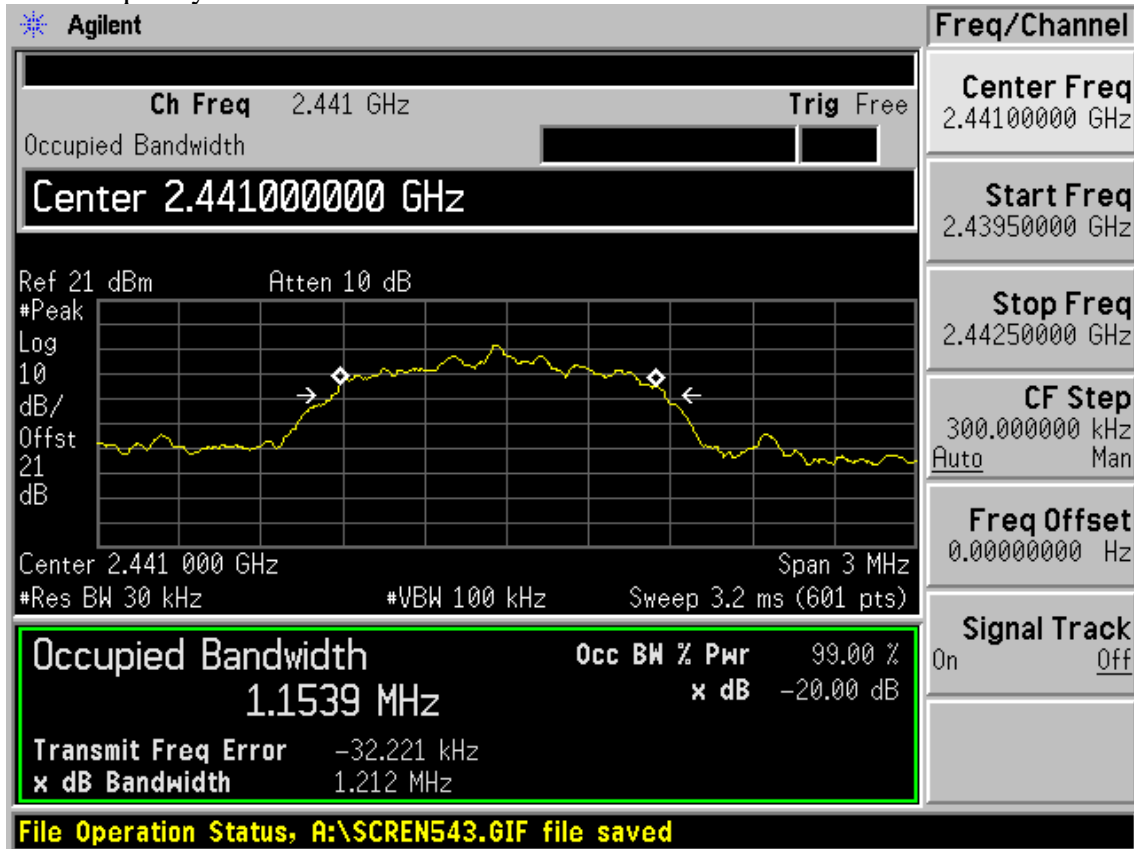 Agilent
Freq/Channel
Ch Freq 2.441 GHz Trig Free
Occupied Bandwidth
Center 2.441000000 GHz
Ref 21 dBm Atten 10 dB
#Peak
Log
10
dB/
Offst
21
dB
Center 2.441 000 GHz Span 3 MHz
#Res BW 30 kHz #VBW 100 kHz Sweep 3.2 ms (601 pts)
Occupied Bandwidth Occ BW % Pwr 99.00 %
1.1539 MHz x dB -20.00 dB
Transmit Freq Error -32.221 kHz
x dB Bandwidth 1.212 MHz
File Operation Status, A:\SCREN543.GIF file saved
Center Freq
2.44100000 GHz
Start Freq
2.43950000 GHz
Stop Freq
2.44250000 GHz
CF Step
300.000000 kHz
Auto Man
Freq Offset
0.00000000 Hz
Signal Track
On Off